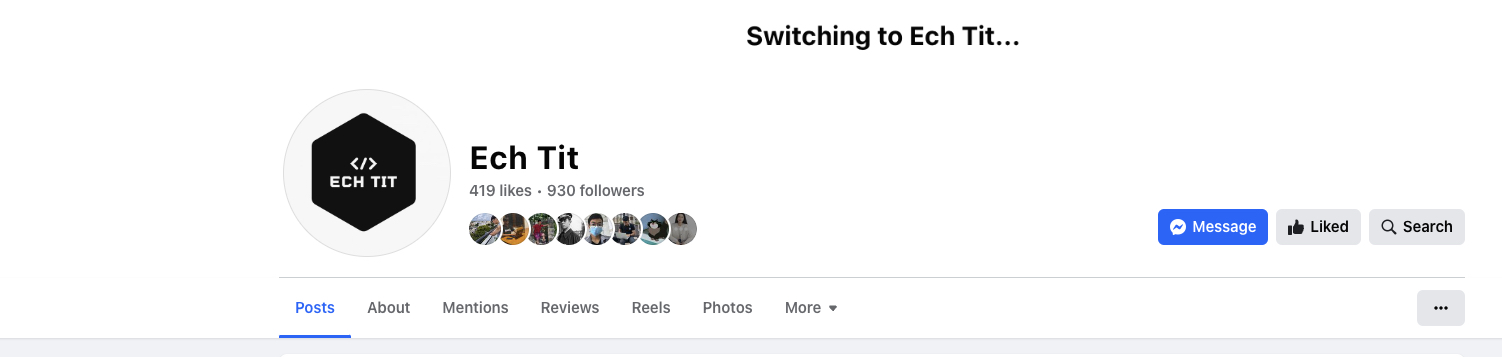 Switching to Ech Tit...
</>
ECH TIT
Ech Tit
419 likes • 930 followers
Message
Liked
Search
Posts
About
Mentions
Reviews
Reels
Photos
More